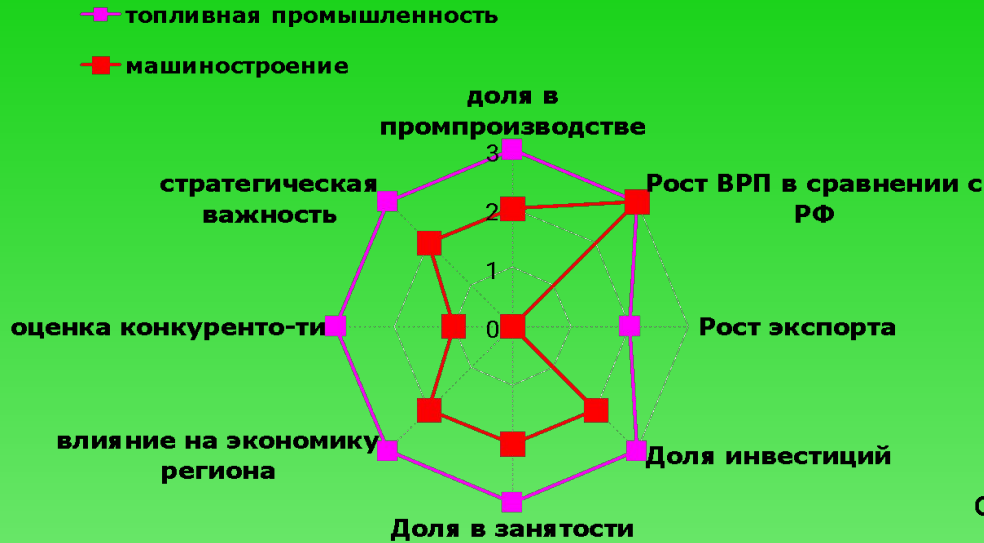 топливная промышленность
машиностроение
доля в
промпроизводстве
3
стратегическая
важность
Рост ВРП в сравнении с
РФ
2
1
оценка конкуренто-ти
0
Рост экспорта
влияние на экономику
региона
Доля инвестиций
Доля в занятости